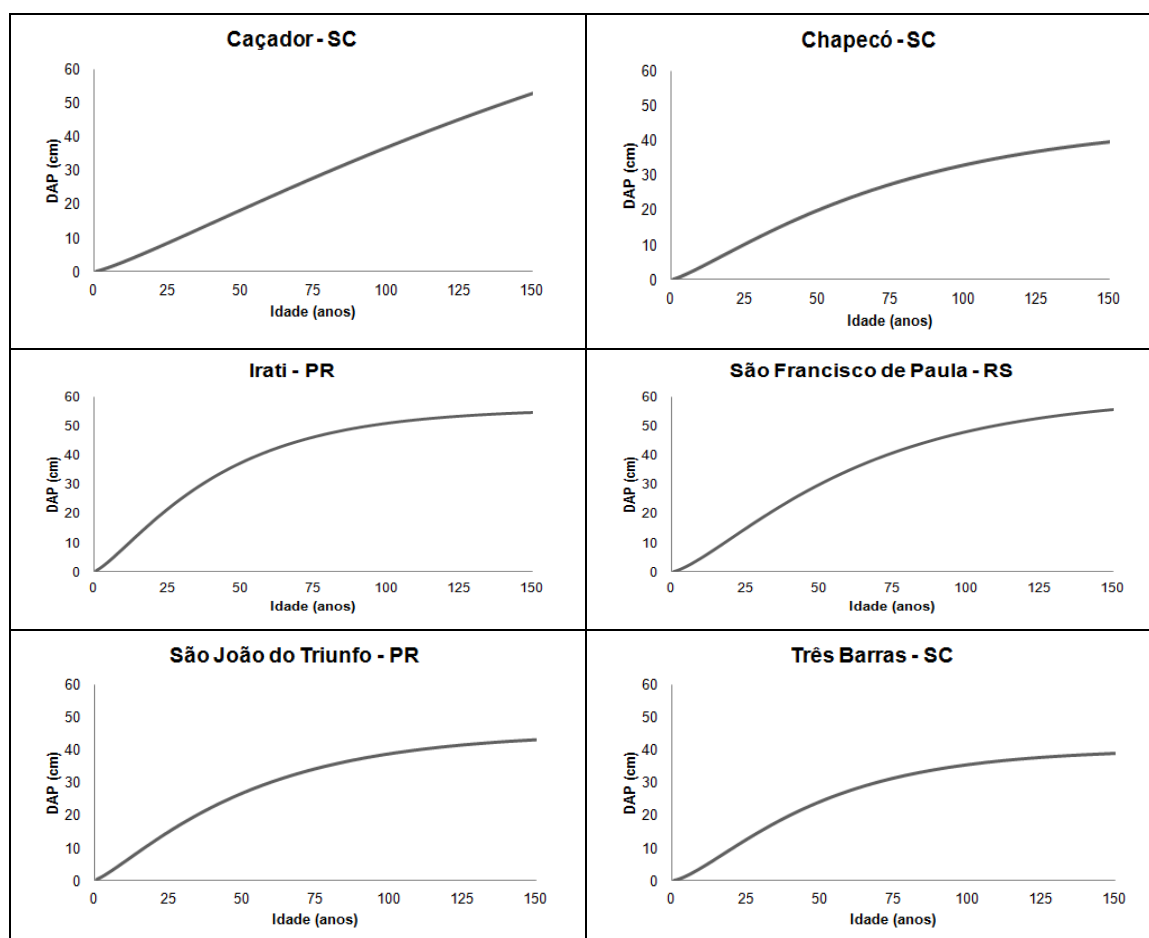 Caçador - SC
60
50
40
30
20
10
0
DAP (cm)
0 25 50 75 100 125 150
Idade (anos)
Chapecó - SC
60
50
40
30
20
10
0
DAP (cm)
0 25 50 75 100 125 150
Idade (anos)
Irati - PR
60
50
40
30
20
10
0
DAP (cm)
0 25 50 75 100 125 150
Idade (anos)
São Francisco de Paula - RS
60
50
40
30
20
10
0
DAP (cm)
0 25 50 75 100 125 150
Idade (anos)
São João do Triunfo - PR
60
50
40
30
20
10
0
DAP (cm)
0 25 50 75 100 125 150
Idade (anos)
Três Barras - SC
60
50
40
30
20
10
0
DAP (cm)
0 25 50 75 100 125 150
Idade (anos)